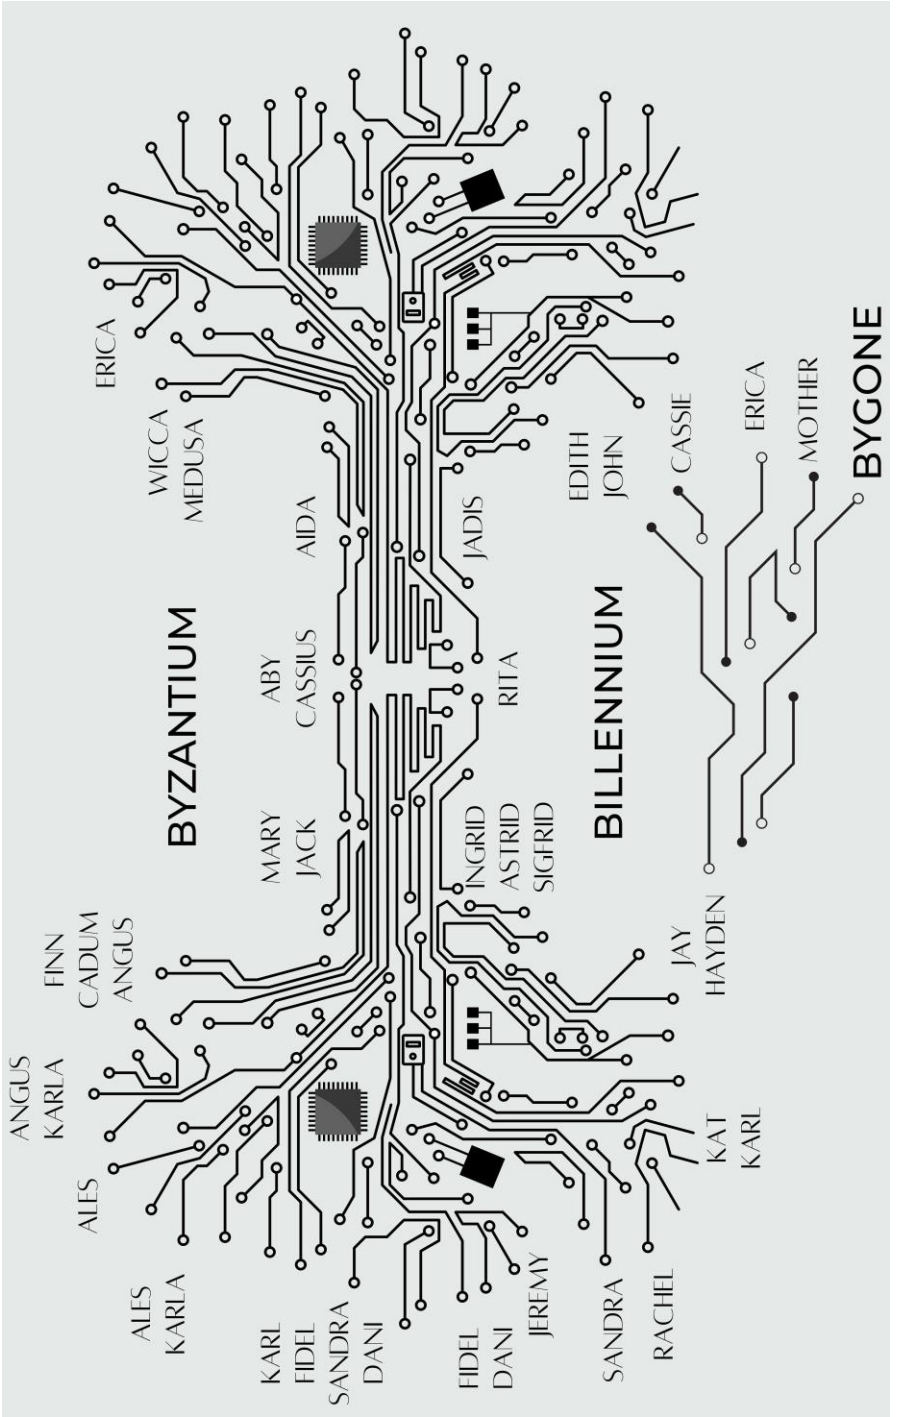 ANGUS
KARLA
FINN
CADUM
ANGUS
ALES
ERICA
ALES
KARLA
WICCA
MEDUSA
BYZANTIUM
KARL
FIDEL
SANDRA
DANI
MARY
JACK
ABY
CASSIUS
AIDA
FIDEL
DANI
JEREMY
INGRID
ASTRID
SIGFRID
RITA
JADIS
EDITH
JOHN
BILLENNIUM
SANDRA
RACHEL
KAT
KARL
JAY
HAYDEN
CASSIE
ERICA
MOTHER
BYGONE